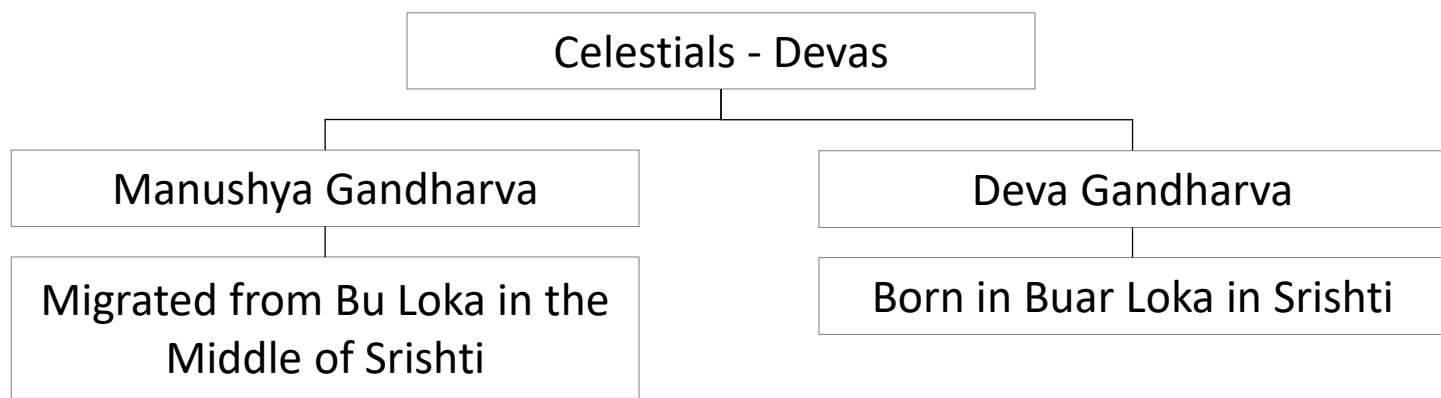 Celestials - Devas
Manushya Gandharva
Deva Gandharva
Migrated from Bu Loka in the
Middle of Srishti
Born in Buar Loka in Srishti